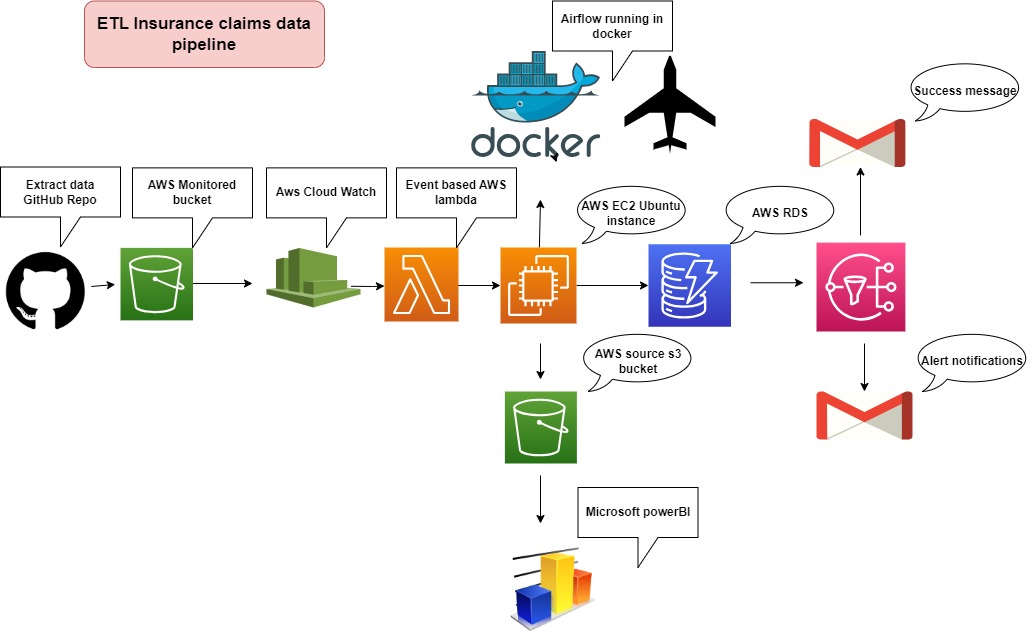 ETL Insurance claims data
pipeline
Airflow running in
docker
docker
Success message
Extract data
GitHub Repo
AWS Monitored
bucket
Aws Cloud Watch
Event based AWS
lambda
AWS EC2 Ubuntu
instance
AWS RDS
AWS source s3
bucket
Alert notifications
Microsoft powerBI